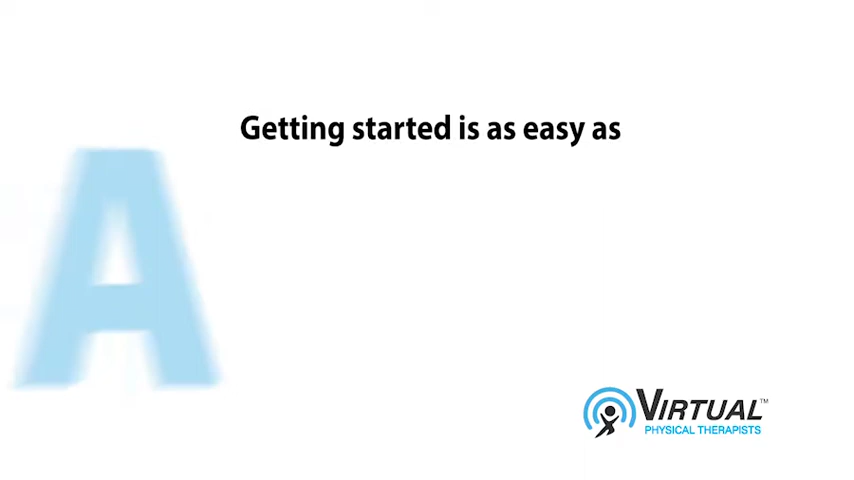 Getting started is as easy as
A
VIRTUAL™
PHYSICAL THERAPISTS